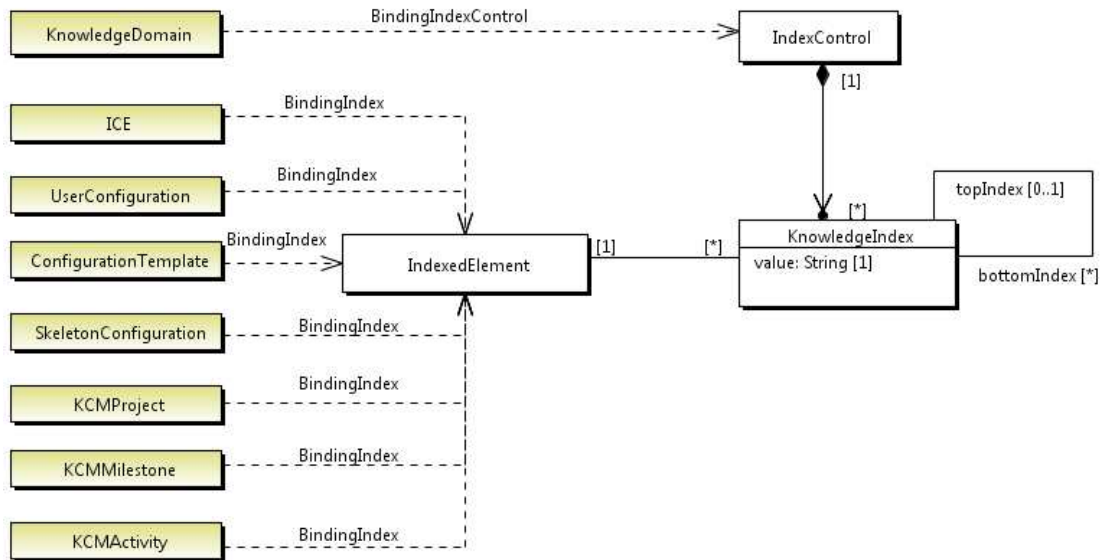 KnowledgeDomain
BindingIndexControl
IndexControl
[1]
ICE
BindingIndex
UserConfiguration
BindingIndex
ConfigurationTemplate
BindingIndex
IndexedElement
[1]
[*]
[*]
KnowledgeIndex
value: String [1]
topIndex [0..1]
bottomIndex [*]
SkeletonConfiguration
BindingIndex
KCMProject
BindingIndex
KCMMilestone
BindingIndex
KCMActivity
BindingIndex